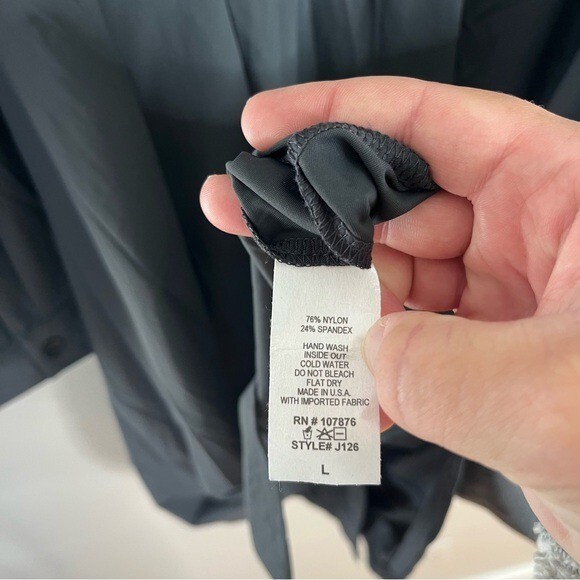 76% NYLON
24% SPANDEX
HAND WASH
INSIDE OUT
COLD WATER
DO NOT BLEACH
FLAT DRY
MADE IN U.S.A.
WITH IMPORTED FABRIC
RN # 107876
STYLE# J126
L